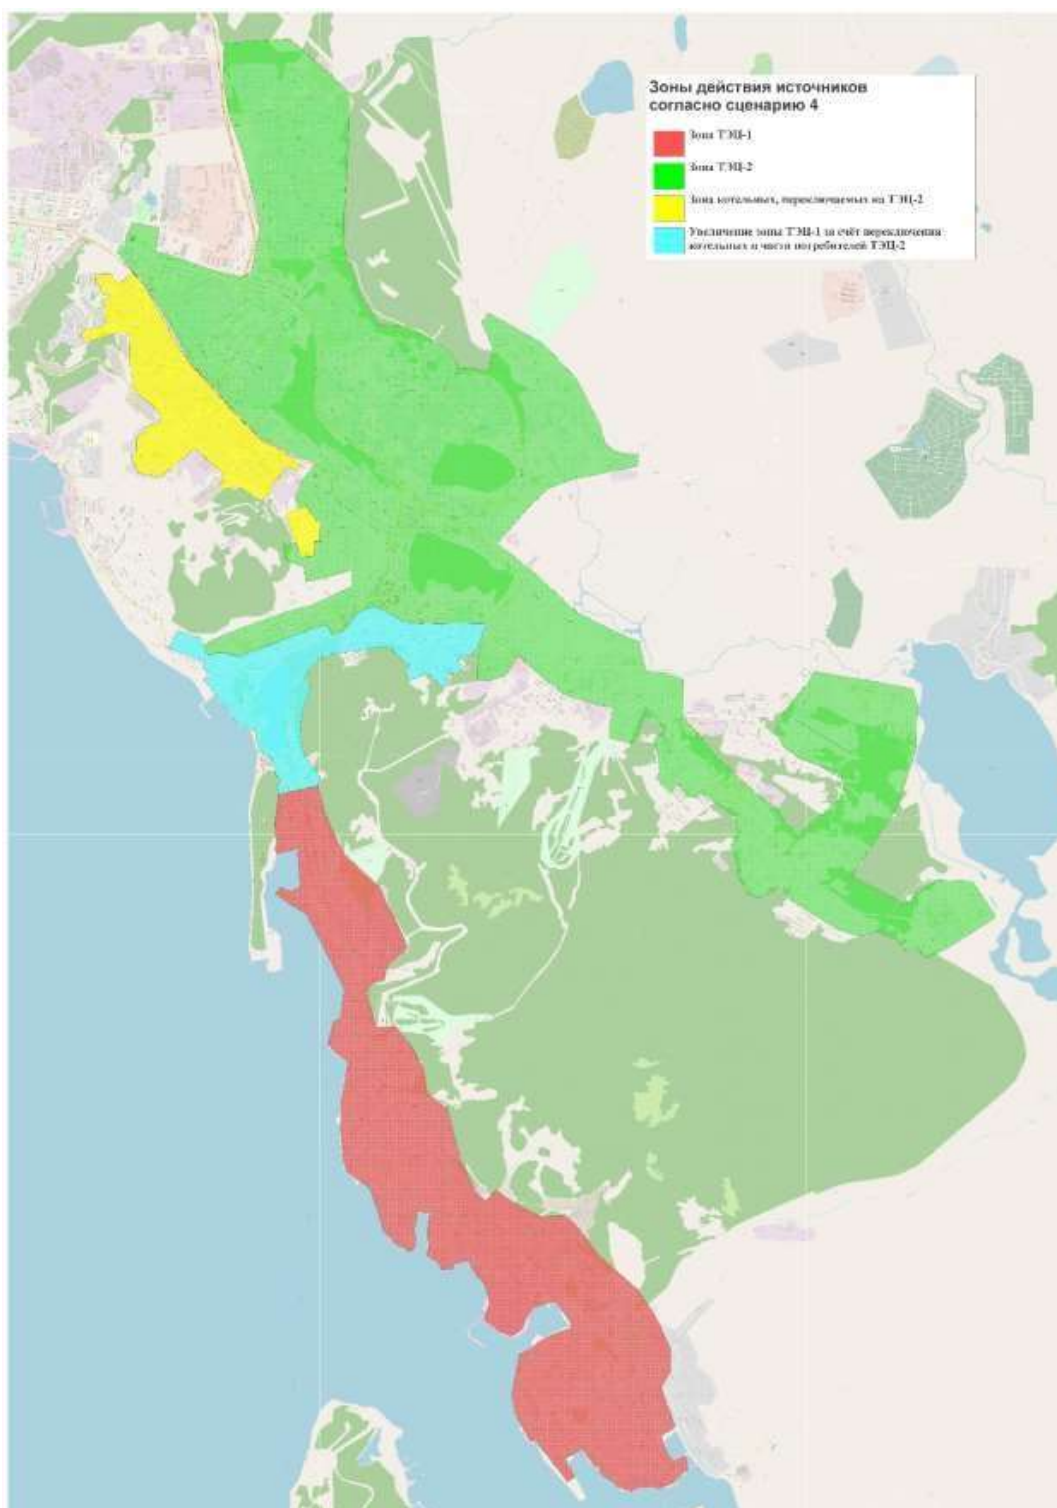 Зоны действия источников
согласно сценарию 4
Зона ТЭЦ-1
Зона ТЭЦ-2
Зона котельных, переключаемых на ТЭЦ-2
Увеличение зоны ТЭЦ-1 за счёт переключения
котельных и части потребителей ТЭЦ-2